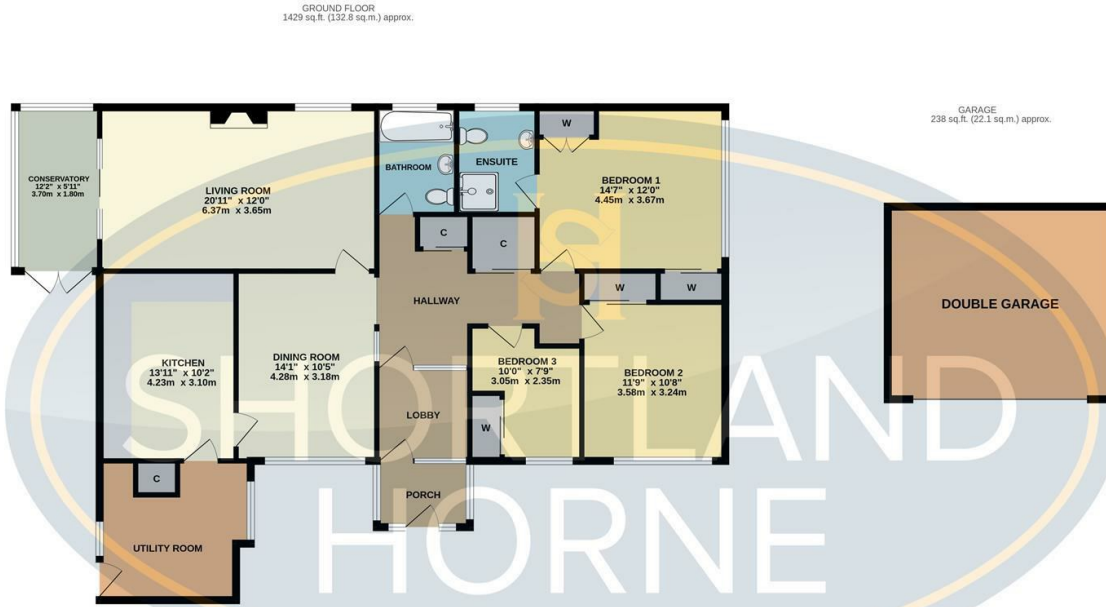 GROUND FLOOR
1429 sq.ft. (132.8 sq.m.) approx.
GARAGE
238 sq.ft. (22.1 sq.m.) approx.
CONSERVATORY
12'2" x 5'11"
3.70m x 1.80m
LIVING ROOM
20'11" x 12'0"
6.37m x 3.65m
BATHROOM
ENSUITE
W
BEDROOM 1
14'7" x 12'0"
4.45m x 3.67m
C
C
HALLWAY
W
W
DOUBLE GARAGE
KITCHEN
13'11" x 10'2"
4.23m x 3.10m
DINING ROOM
14'1" x 10'5"
4.28m x 3.18m
BEDROOM 3
10'0" x 7'9"
3.05m x 2.35m
BEDROOM 2
11'9" x 10'8"
3.58m x 3.24m
LOBBY
W
C
PORCH
UTILITY ROOM
SHORTLAND
HORNE